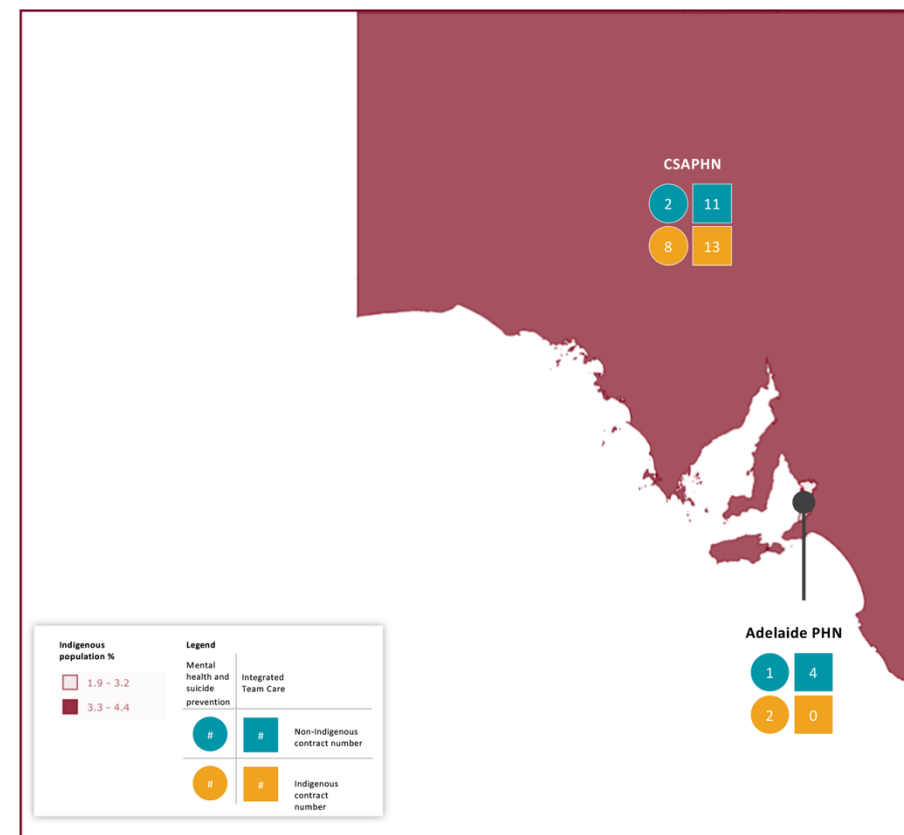 CSAPHN
2 11
8 13
Adelaide PHN
1 4
2 0
Indigenous
population %
1.9 - 3.2
3.3 - 4.4
Legend
Mental
health and
suicide
prevention
Integrated
Team Care
# #
Non-Indigenous
contract number
# #
Indigenous
contract
number